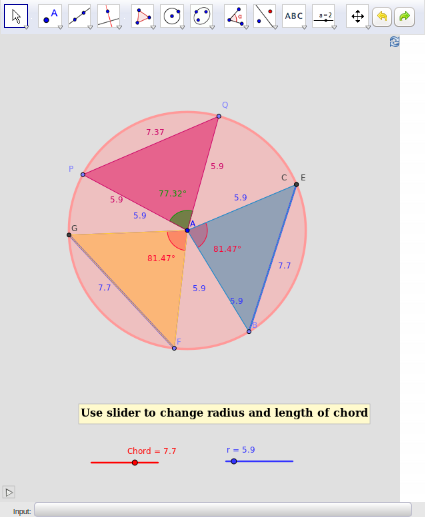 A
α
ABC
a=2
Q
7.37
P
5.9
C E
5.9
77.32°
5.9
5.9
A
G
81.47°
81.47°
7.7
7.7
5.9
5.9
B
F
Use slider to change radius and length of chord
Chord = 7.7
r = 5.9
Input: